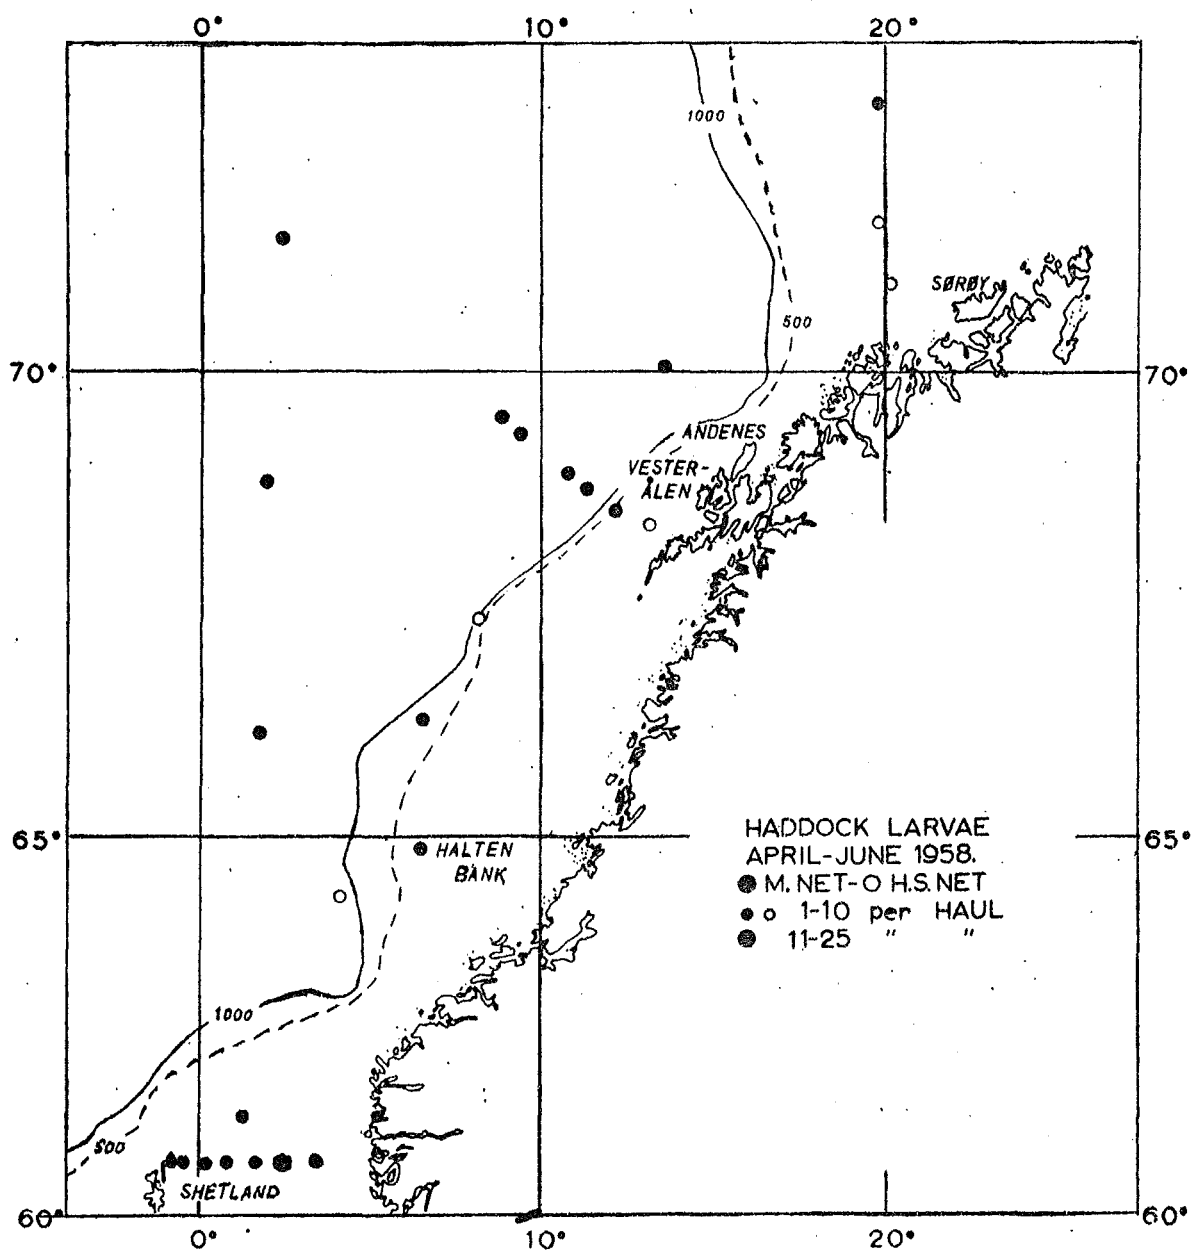 0° 10° 20°
1000
SØRØY
500
70° 70°
ANDENES
VESTER-
ÅLEN
65° 65°
HALTEN
BANK
HADDOCK LARVAE
APRIL-JUNE 1958.
● M. NET-O H.S. NET
● ○ 1-10 per HAUL
● 11-25 " "
1000
500
SHETLAND
60° 60°
0° 10° 20°